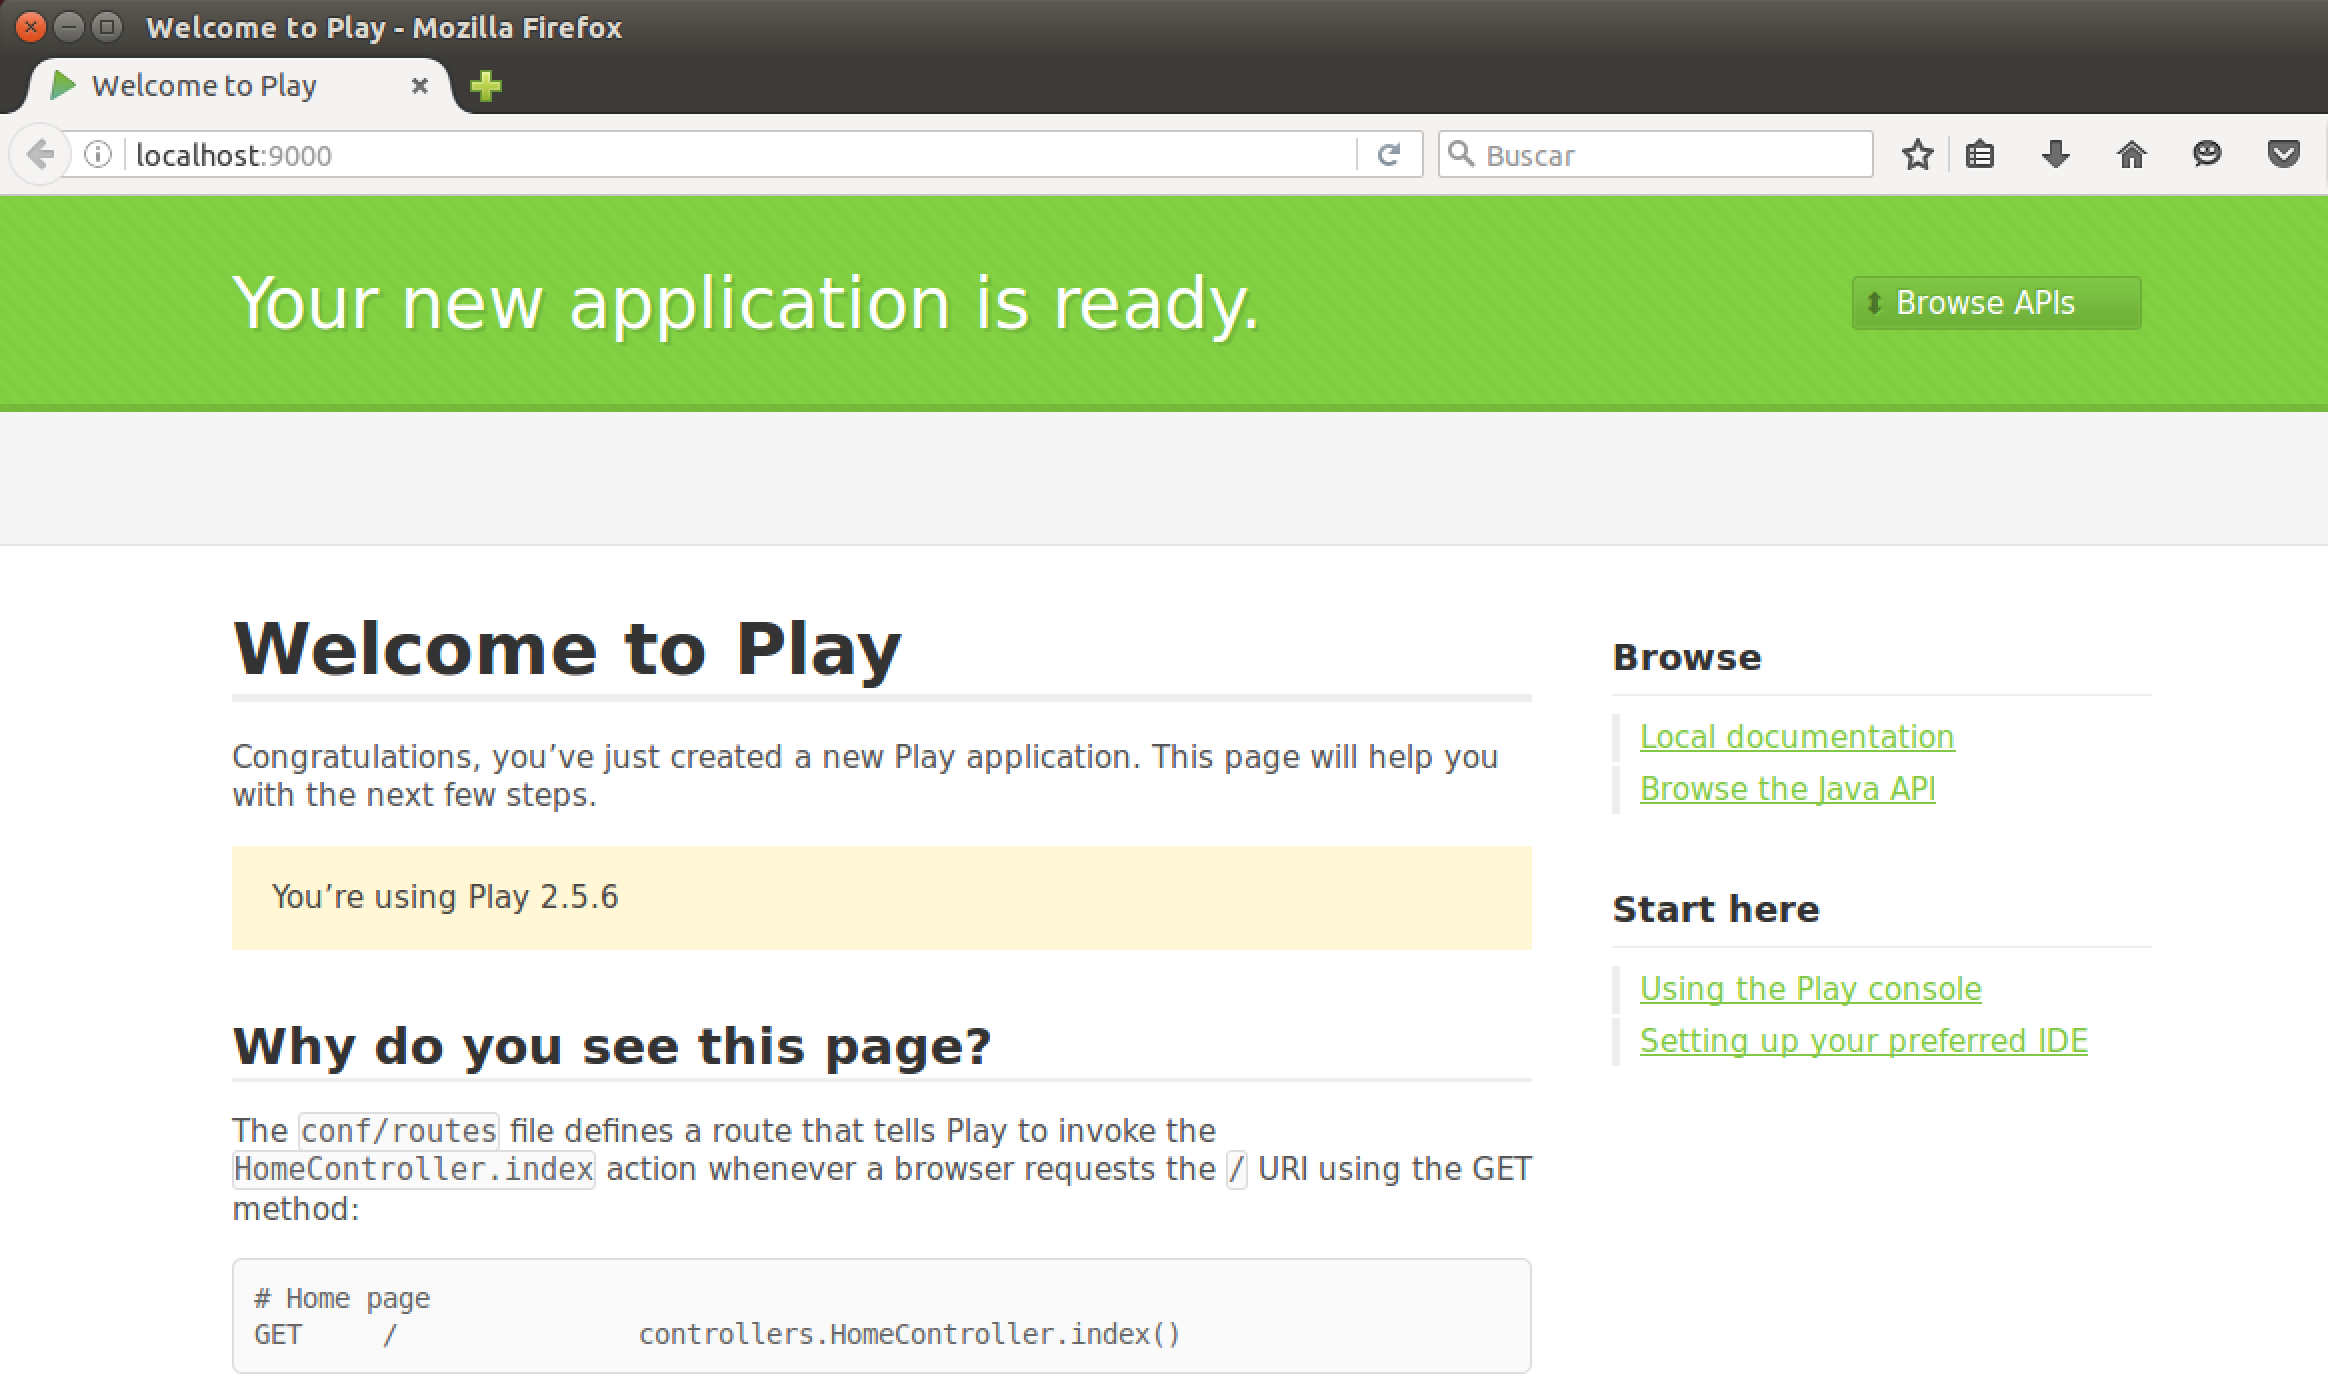 Welcome to Play - Mozilla Firefox
Welcome to Play
localhost:9000
Buscar
Your new application is ready.
Browse APIs
Welcome to Play
Congratulations, you’ve just created a new Play application. This page will help you
with the next few steps.
You’re using Play 2.5.6
Why do you see this page?
The conf/routes file defines a route that tells Play to invoke the
HomeController.index action whenever a browser requests the / URI using the GET
method:
# Home page
GET     /               controllers.HomeController.index()
Browse
Local documentation
Browse the Java API
Start here
Using the Play console
Setting up your preferred IDE